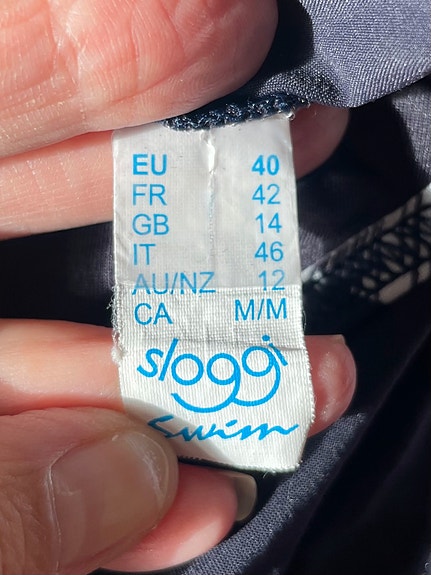 EU 40
FR 42
GB 14
IT 46
AU/NZ 12
CA M/M
sloggi
swim